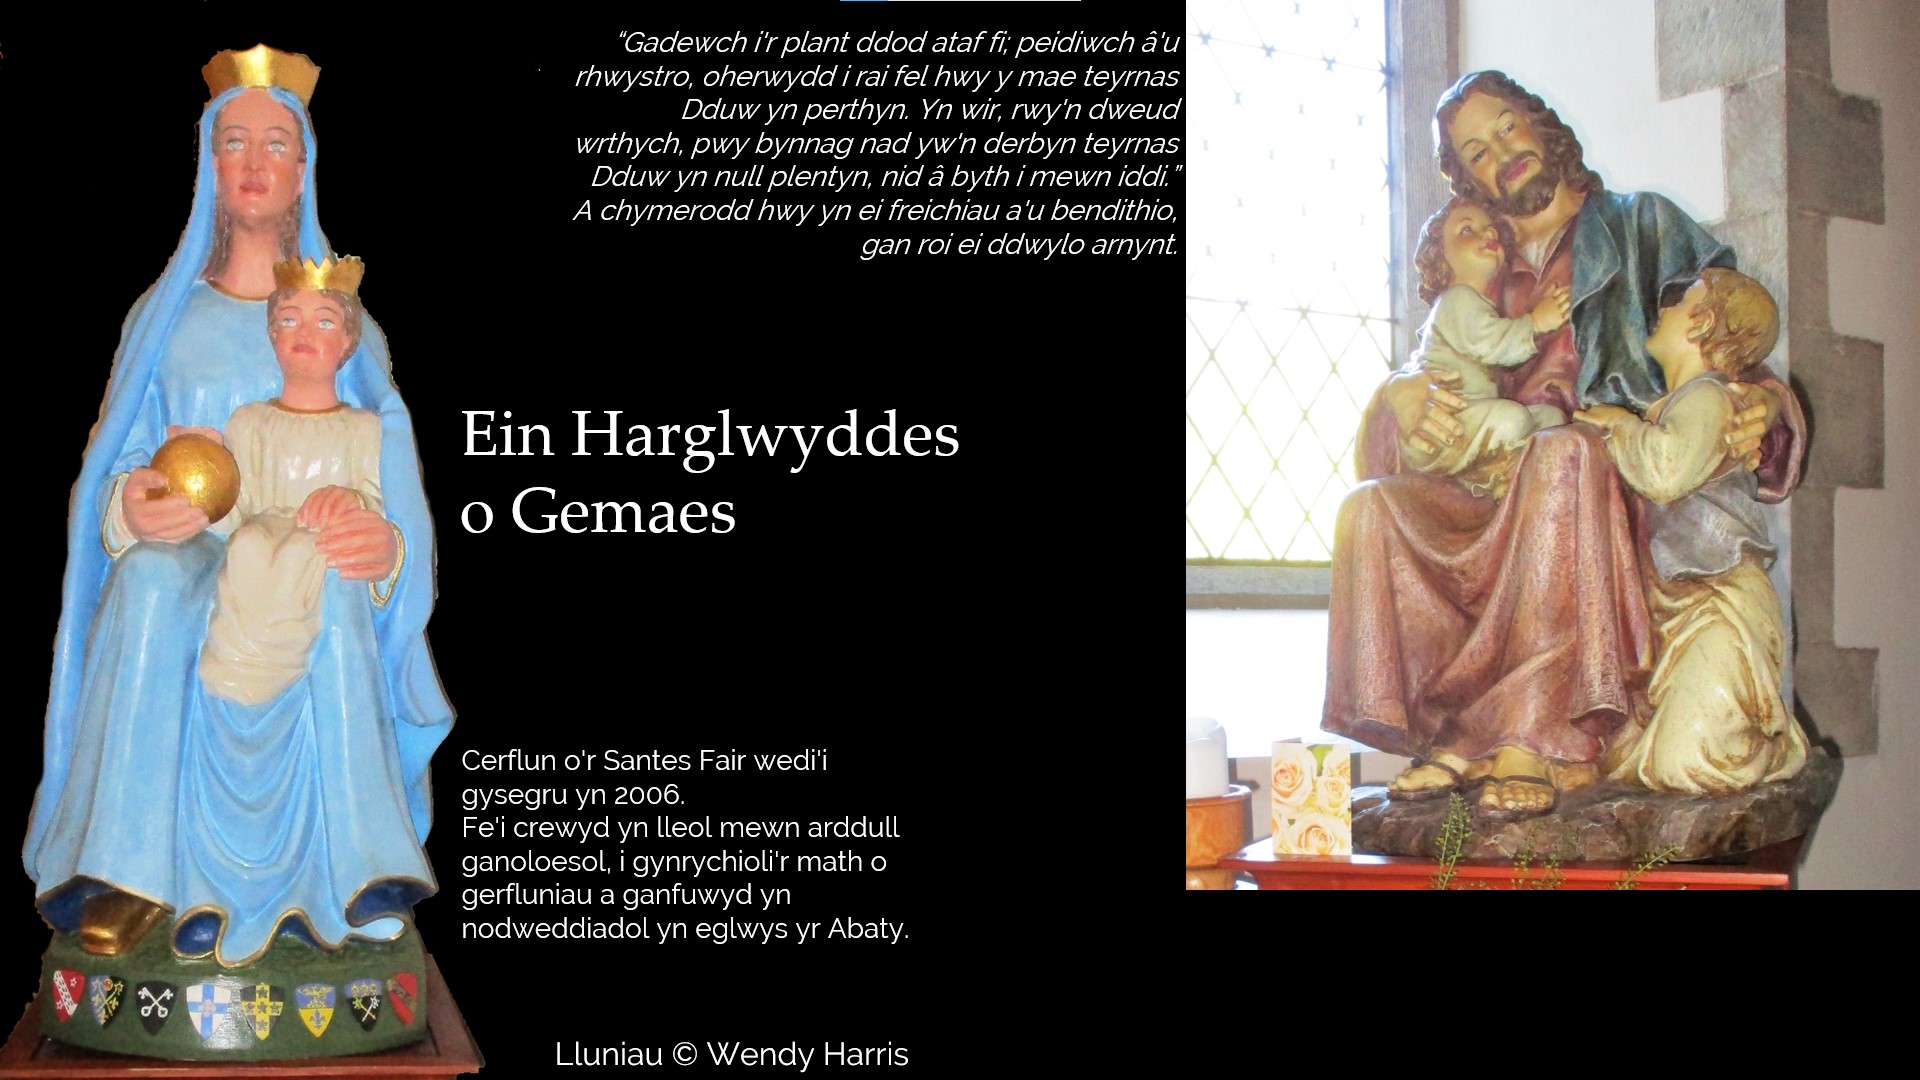 “Gadewch i'r plant ddod ataf fi; peidiwch â'u
rhwystro, oherwydd i rai fel hwy y mae teyrnas
Dduw yn perthyn. Yn wir, rwy'n dweud
wrthych, pwy bynnag nad yw'n derbyn teyrnas
Dduw yn null plentyn, nid â byth i mewn iddi.”
A chymerodd hwy yn ei freichiau a'u bendithio,
gan roi ei ddwylo arnynt.
Ein Harglwyddes
o Gemaes
Cerflun o'r Santes Fair wedi'i
gysegru yn 2006.
Fe'i crewyd yn lleol mewn arddull
ganoloesol, i gynrychioli'r math o
gerfluniau a ganfuwyd yn
nodweddiadol yn eglwys yr Abaty.
Lluniau © Wendy Harris